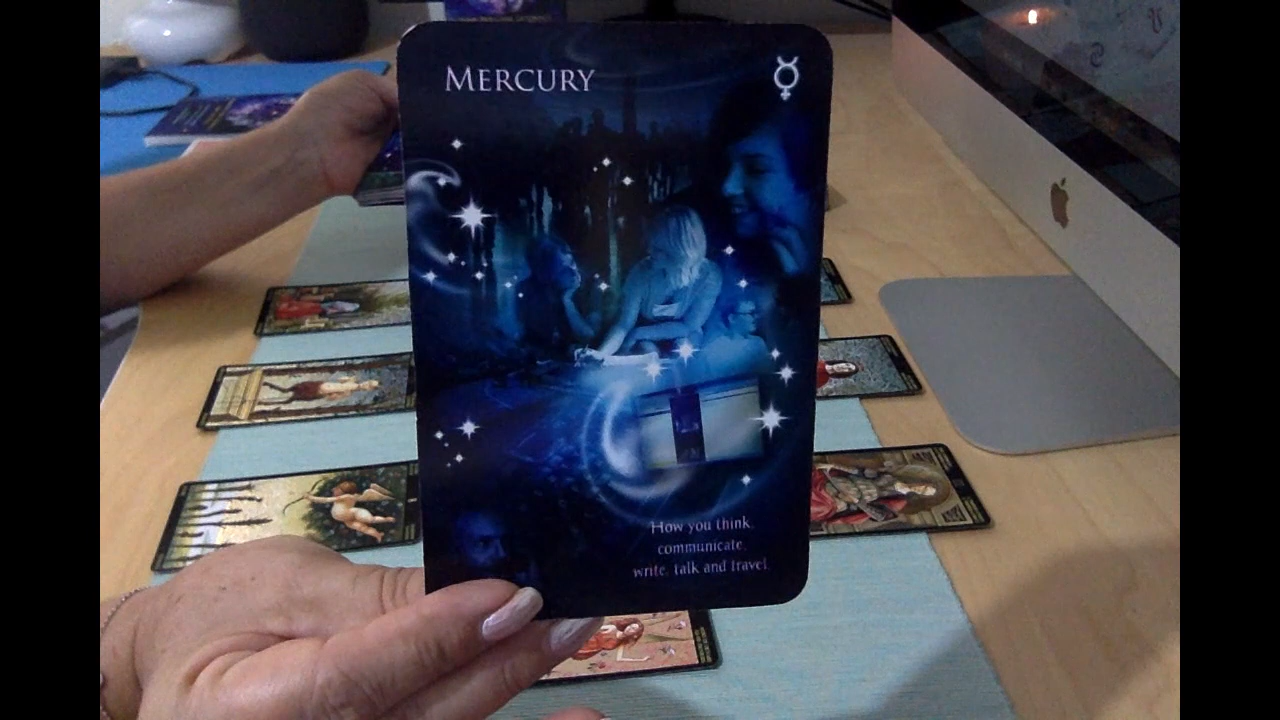 MERCURY
How you think,
communicate,
write, talk and travel.